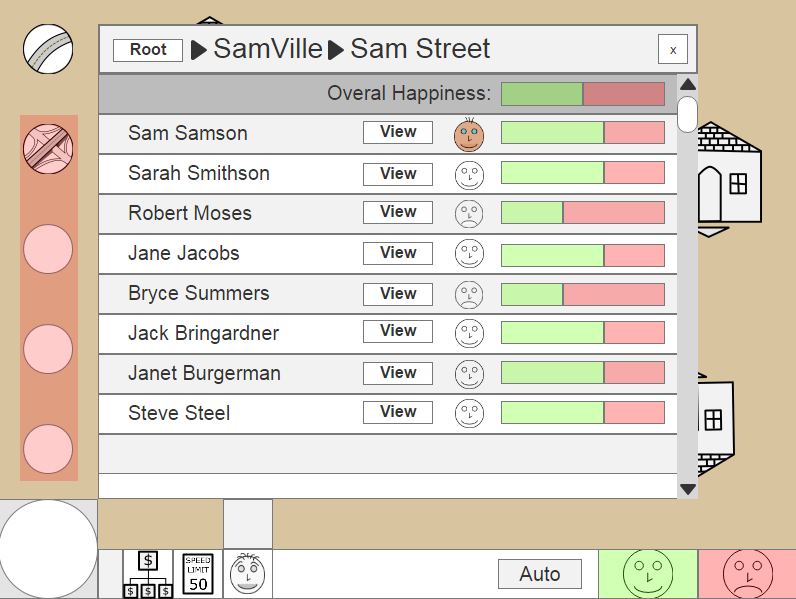 Root SamVille Sam Street x
Overal Happiness:
Sam Samson View
Sarah Smithson View
Robert Moses View
Jane Jacobs View
Bryce Summers View
Jack Bringardner View
Janet Burgerman View
Steve Steel View
$
$ $ $
SPEED
LIMIT
50
Auto